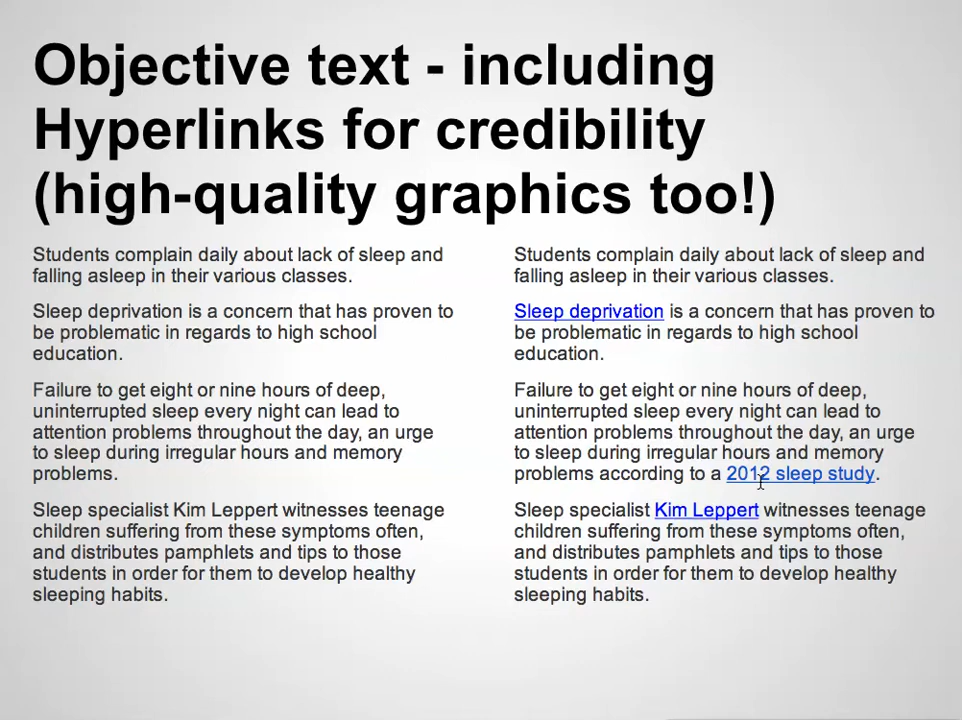 Objective text - including
Hyperlinks for credibility
(high-quality graphics too!)
Students complain daily about lack of sleep and
falling asleep in their various classes.
Sleep deprivation is a concern that has proven to
be problematic in regards to high school
education.
Failure to get eight or nine hours of deep,
uninterrupted sleep every night can lead to
attention problems throughout the day, an urge
to sleep during irregular hours and memory
problems.
Sleep specialist Kim Leppert witnesses teenage
children suffering from these symptoms often,
and distributes pamphlets and tips to those
students in order for them to develop healthy
sleeping habits.
Students complain daily about lack of sleep and
falling asleep in their various classes.
Sleep deprivation is a concern that has proven to
be problematic in regards to high school
education.
Failure to get eight or nine hours of deep,
uninterrupted sleep every night can lead to
attention problems throughout the day, an urge
to sleep during irregular hours and memory
problems according to a 2012 sleep study.
Sleep specialist Kim Leppert witnesses teenage
children suffering from these symptoms often,
and distributes pamphlets and tips to those
students in order for them to develop healthy
sleeping habits.